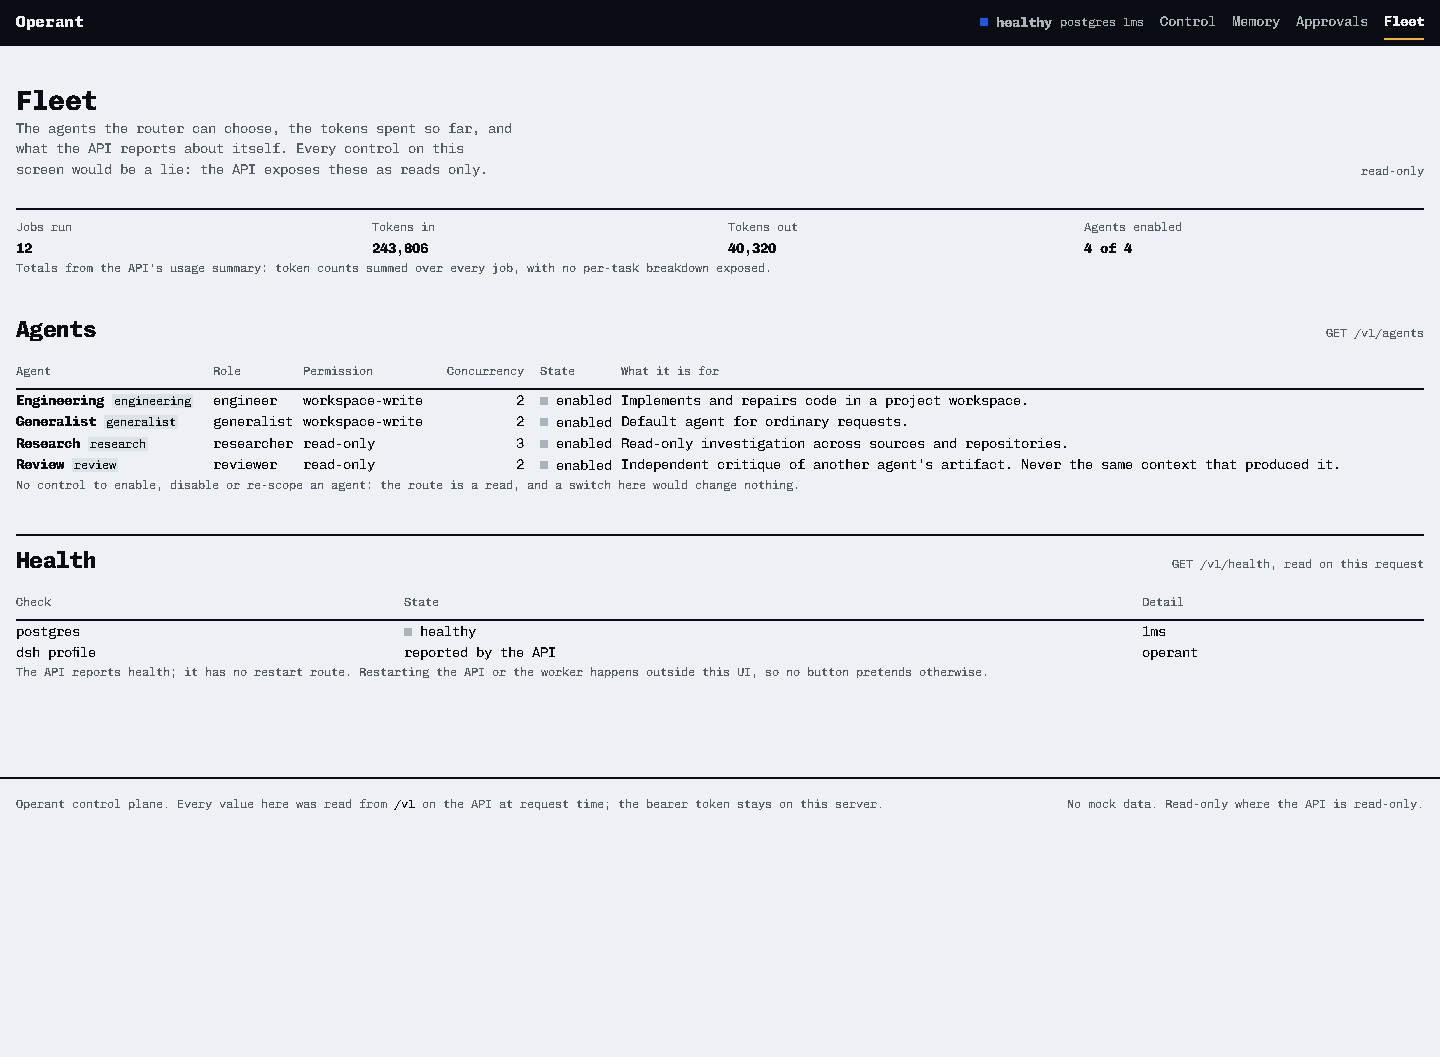 Operant
healthy postgres 1ms Control Memory Approvals Fleet
Fleet
The agents the router can choose, the tokens spent so far, and
what the API reports about itself. Every control on this
screen would be a lie: the API exposes these as reads only.
read-only
Jobs run Tokens in Tokens out Agents enabled
12 243,806 40,320 4 of 4
Totals from the API's usage summary: token counts summed over every job, with no per-task breakdown exposed.
Agents
GET /v1/agents
Agent Role Permission Concurrency State What it is for
Engineering engineering engineer workspace-write 2 enabled Implements and repairs code in a project workspace.
Generalist generalist generalist workspace-write 2 enabled Default agent for ordinary requests.
Research research researcher read-only 3 enabled Read-only investigation across sources and repositories.
Review review reviewer read-only 2 enabled Independent critique of another agent's artifact. Never the same context that produced it.
No control to enable, disable or re-scope an agent: the route is a read, and a switch here would change nothing.
Health
GET /v1/health, read on this request
Check State Detail
postgres healthy 1ms
dsh profile reported by the API operant
The API reports health; it has no restart route. Restarting the API or the worker happens outside this UI, so no button pretends otherwise.
Operant control plane. Every value here was read from /v1 on the API at request time; the bearer token stays on this server.
No mock data. Read-only where the API is read-only.